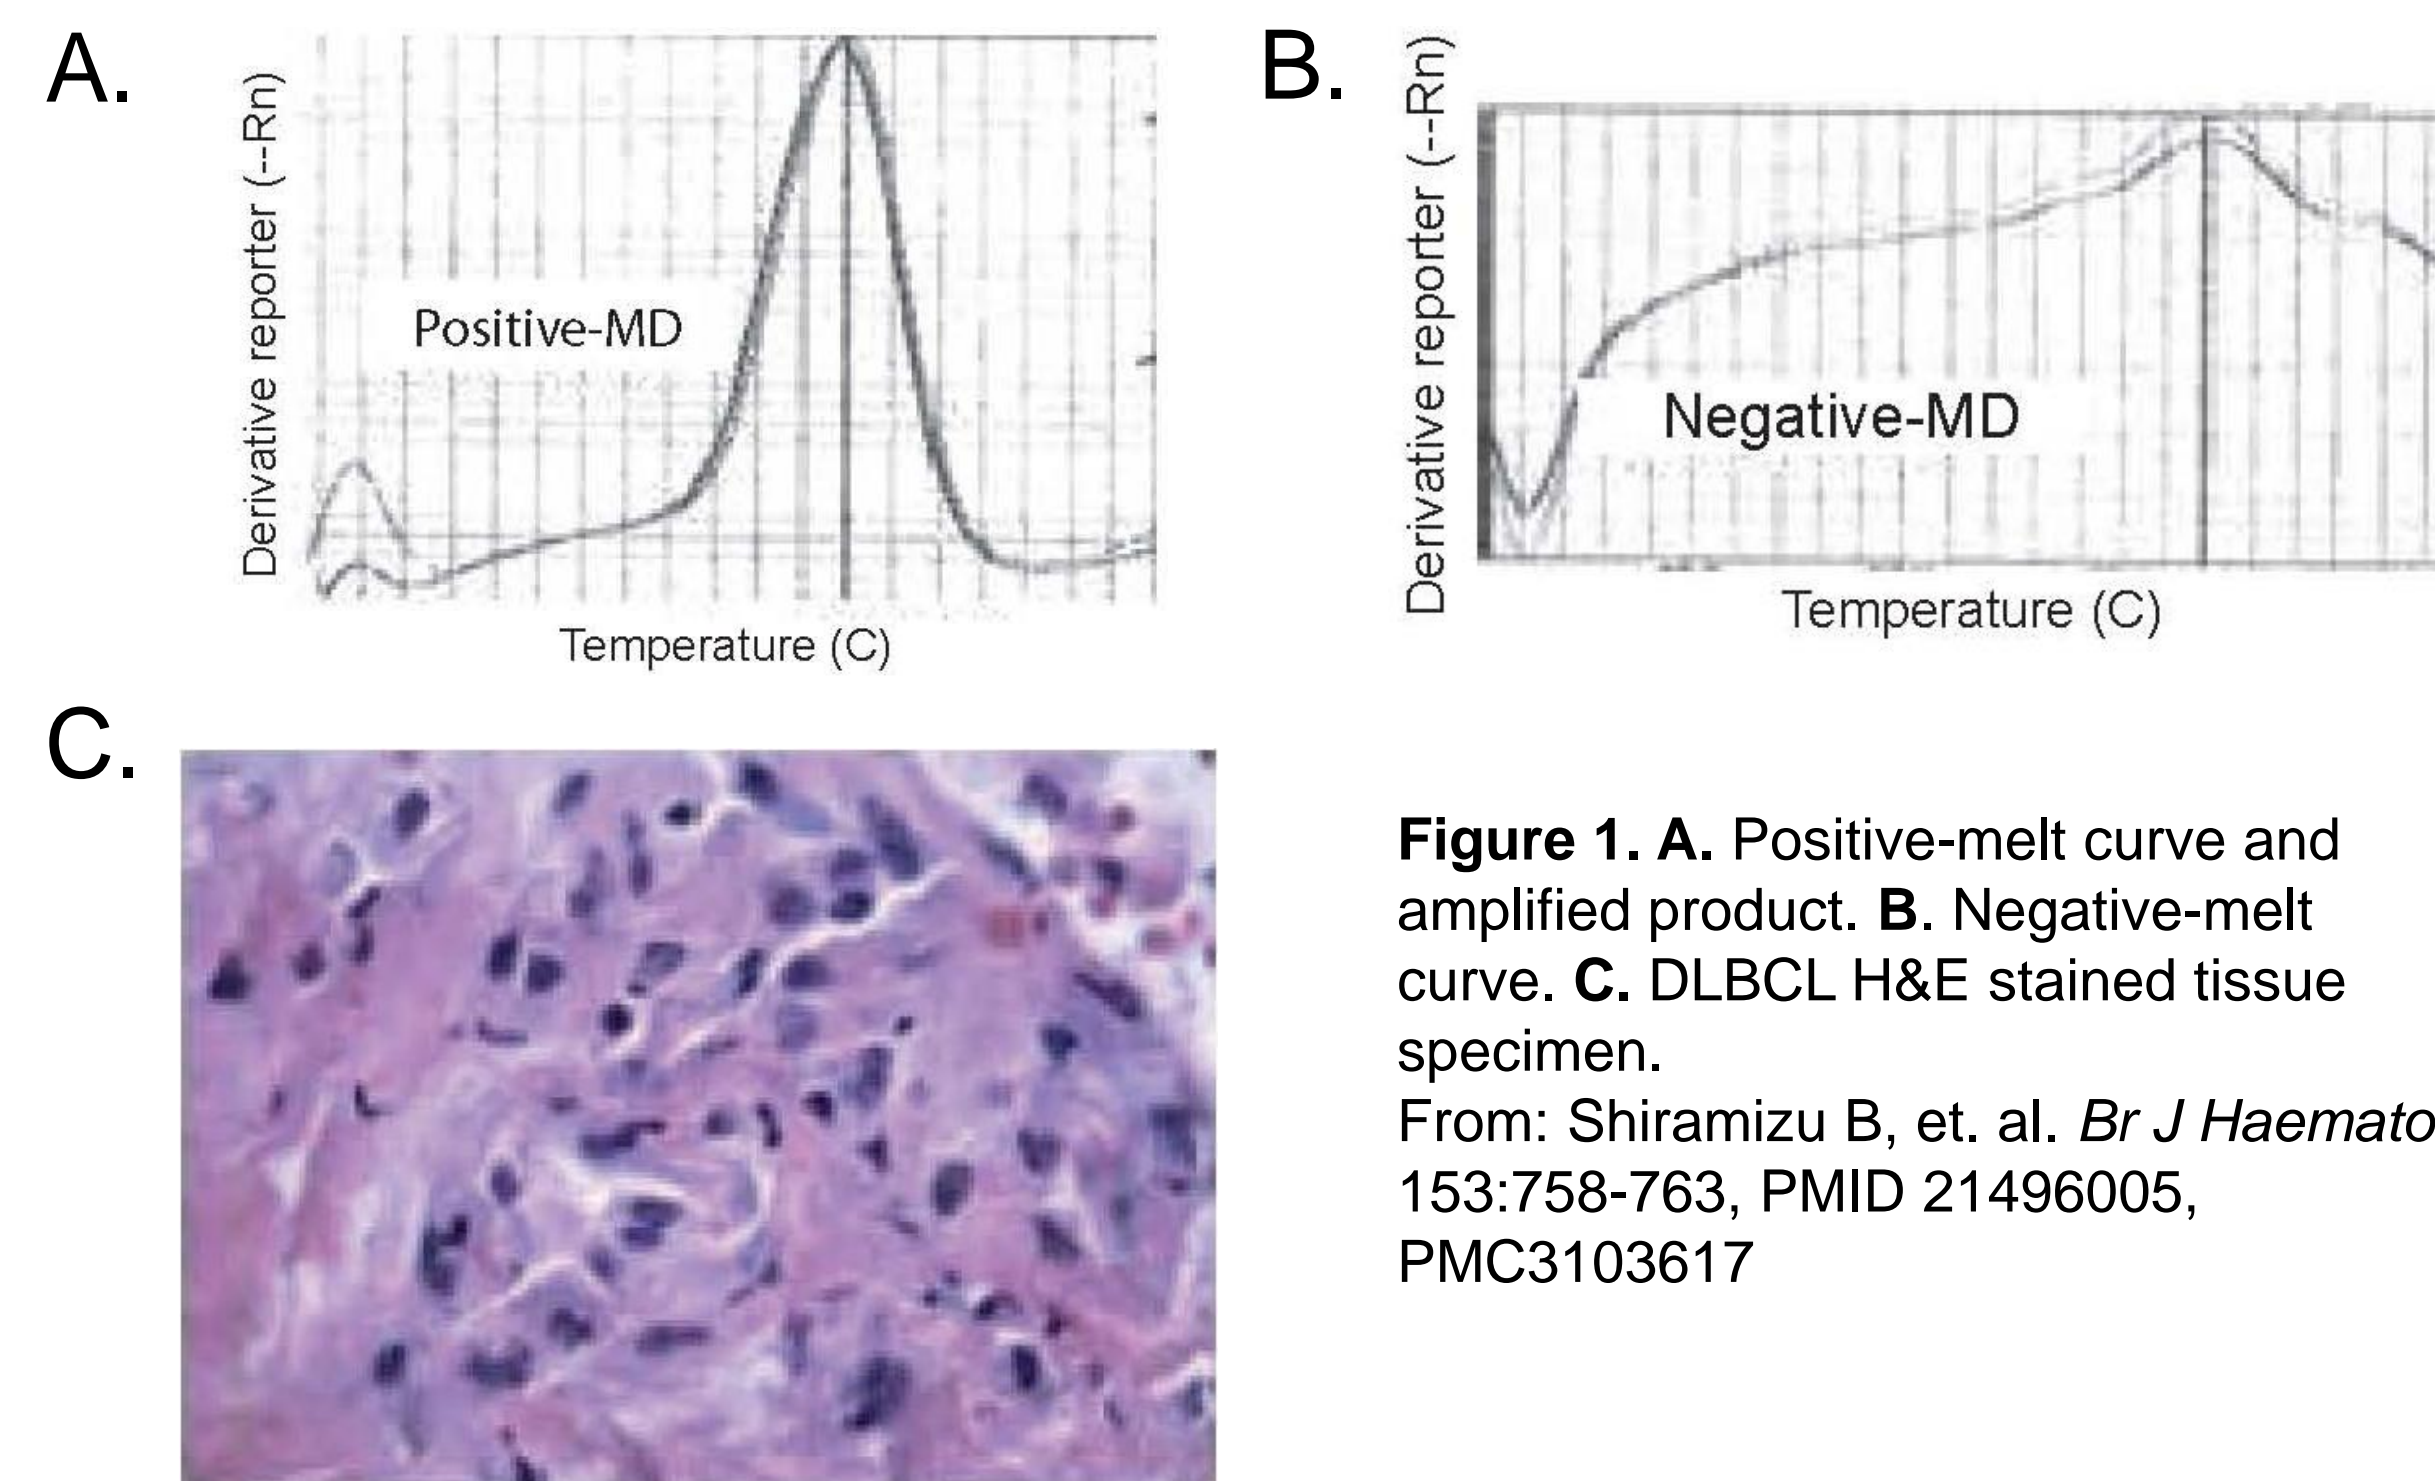 A.
Derivative reporter (--Rn)
Positive-MD
Temperature (C)
B.
Derivative reporter (--Rn)
Negative-MD
Temperature (C)
C.
Figure 1. A. Positive-melt curve and
amplified product. B. Negative-melt
curve. C. DLBCL H&E stained tissue
specimen.
From: Shiramizu B, et. al. Br J Haemato
153:758-763, PMID 21496005,
PMC3103617